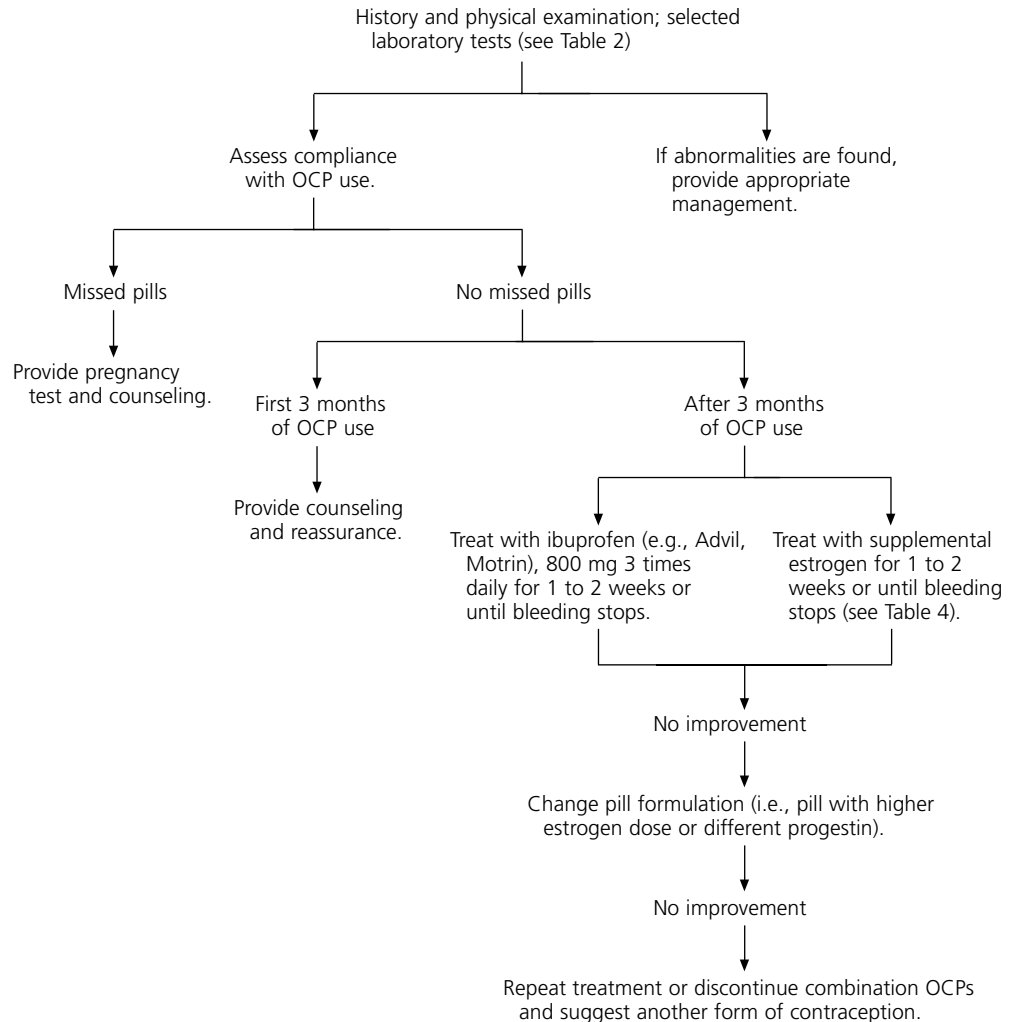 History and physical examination; selected
laboratory tests (see Table 2)
Assess compliance
with OCP use.
If abnormalities are found,
provide appropriate
management.
Missed pills
No missed pills
Provide pregnancy
test and counseling.
First 3 months
of OCP use
After 3 months
of OCP use
Provide counseling
and reassurance.
Treat with ibuprofen (e.g., Advil,
Motrin), 800 mg 3 times
daily for 1 to 2 weeks or
until bleeding stops.
Treat with supplemental
estrogen for 1 to 2
weeks or until bleeding
stops (see Table 4).
No improvement
Change pill formulation (i.e., pill with higher
estrogen dose or different progestin).
No improvement
Repeat treatment or discontinue combination OCPs
and suggest another form of contraception.